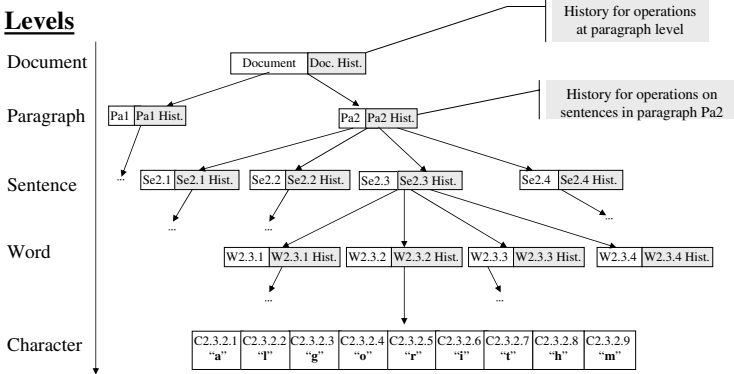 Levels
History for operations
at paragraph level
Document
Document Doc. Hist.
History for operations on
sentences in paragraph Pa2
Paragraph
Pa1 Pa1 Hist.
Pa2 Pa2 Hist.
Sentence
...
Se2.1 Se2.1 Hist.
Se2.2 Se2.2 Hist.
Se2.3 Se2.3 Hist.
Se2.4 Se2.4 Hist.
...
...
...
Word
W2.3.1 W2.3.1 Hist.
W2.3.2 W2.3.2 Hist.
W2.3.3 W2.3.3 Hist.
W2.3.4 W2.3.4 Hist.
...
...
Character
C2.3.2.1 C2.3.2.2 C2.3.2.3 C2.3.2.4 C2.3.2.5 C2.3.2.6 C2.3.2.7 C2.3.2.8 C2.3.2.9
“a” “l” “g” “o” “r” “i” “t” “h” “m”